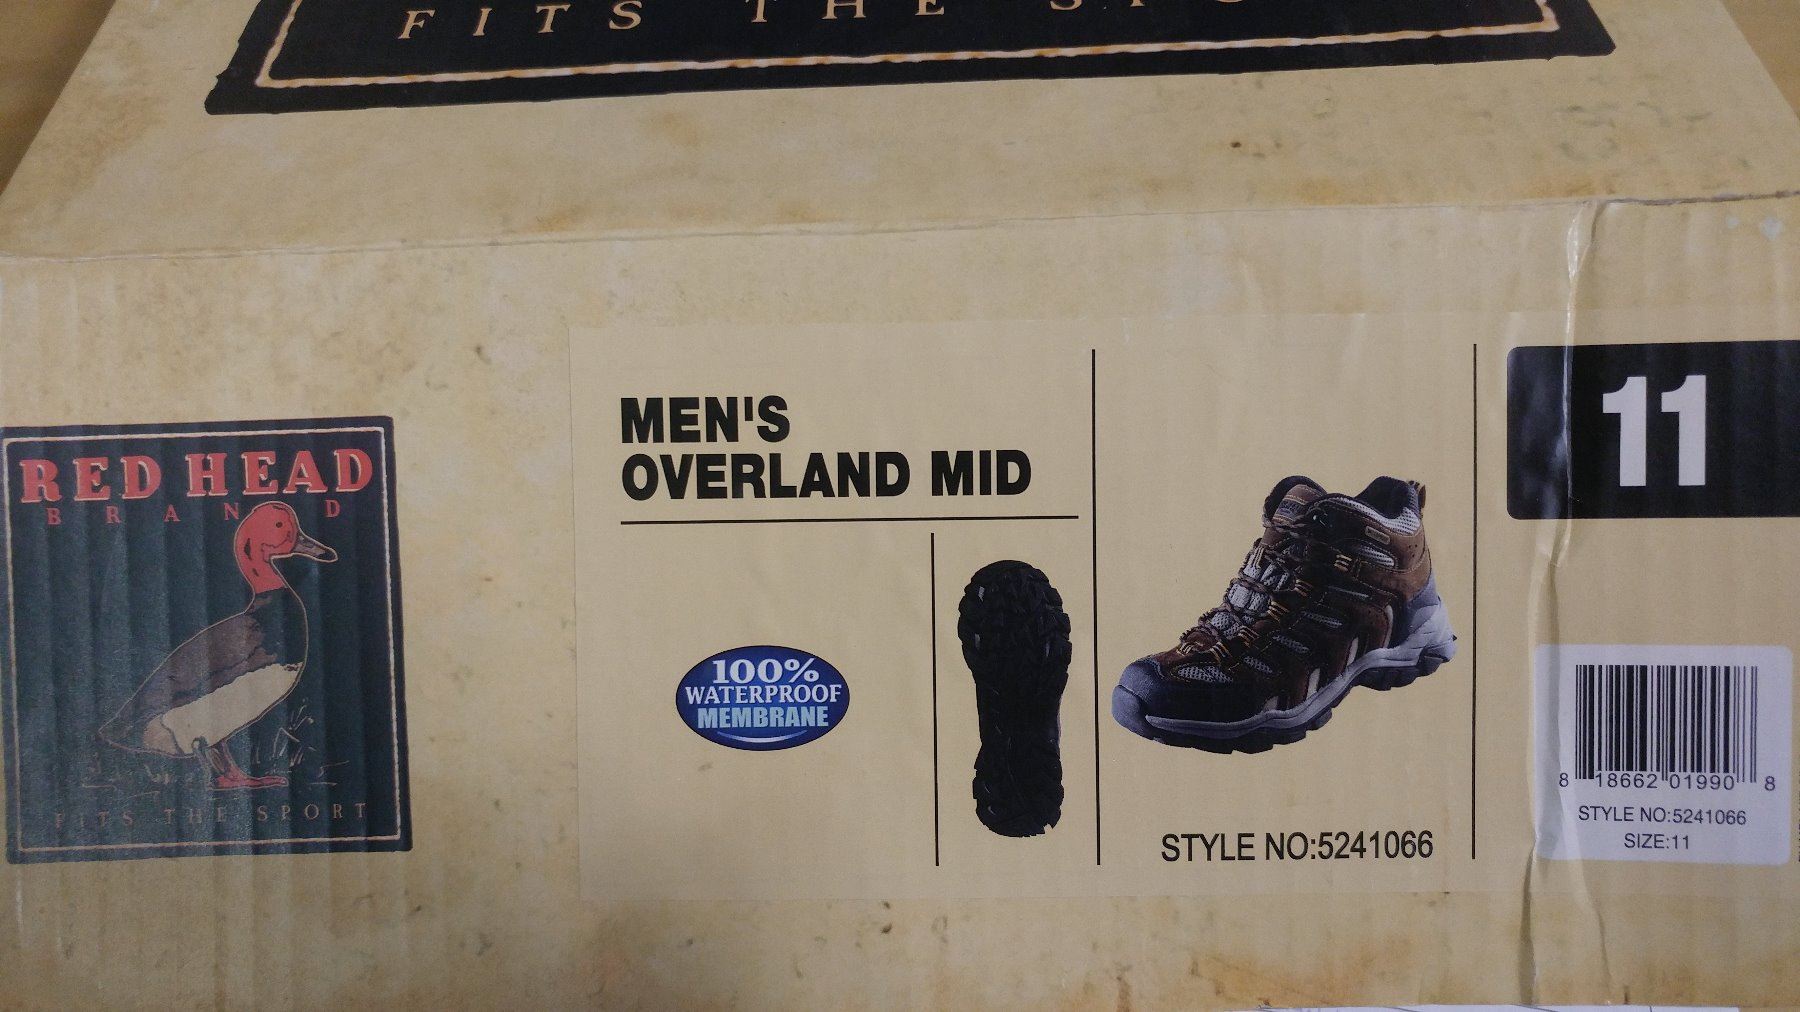 FITS THE SPO
RED HEAD
BRAND
FITS THE SPORT
MEN'S
OVERLAND MID
100%
WATERPROOF
MEMBRANE
STYLE NO:5241066
11
8 18662 01990 8
STYLE NO:5241066
SIZE:11